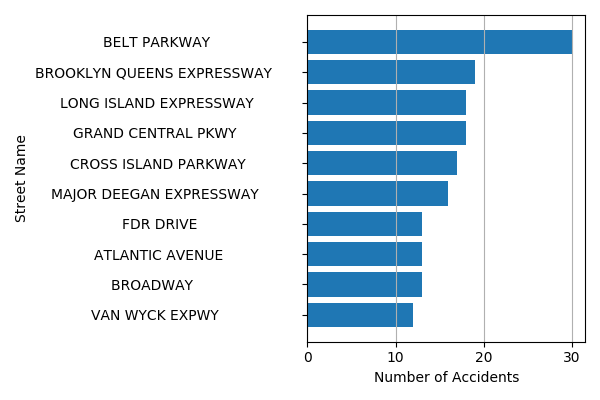 BELT PARKWAY
BROOKLYN QUEENS EXPRESSWAY
LONG ISLAND EXPRESSWAY
GRAND CENTRAL PKWY
CROSS ISLAND PARKWAY
MAJOR DEEGAN EXPRESSWAY
FDR DRIVE
ATLANTIC AVENUE
BROADWAY
VAN WYCK EXPWY
Street Name
0 10 20 30
Number of Accidents